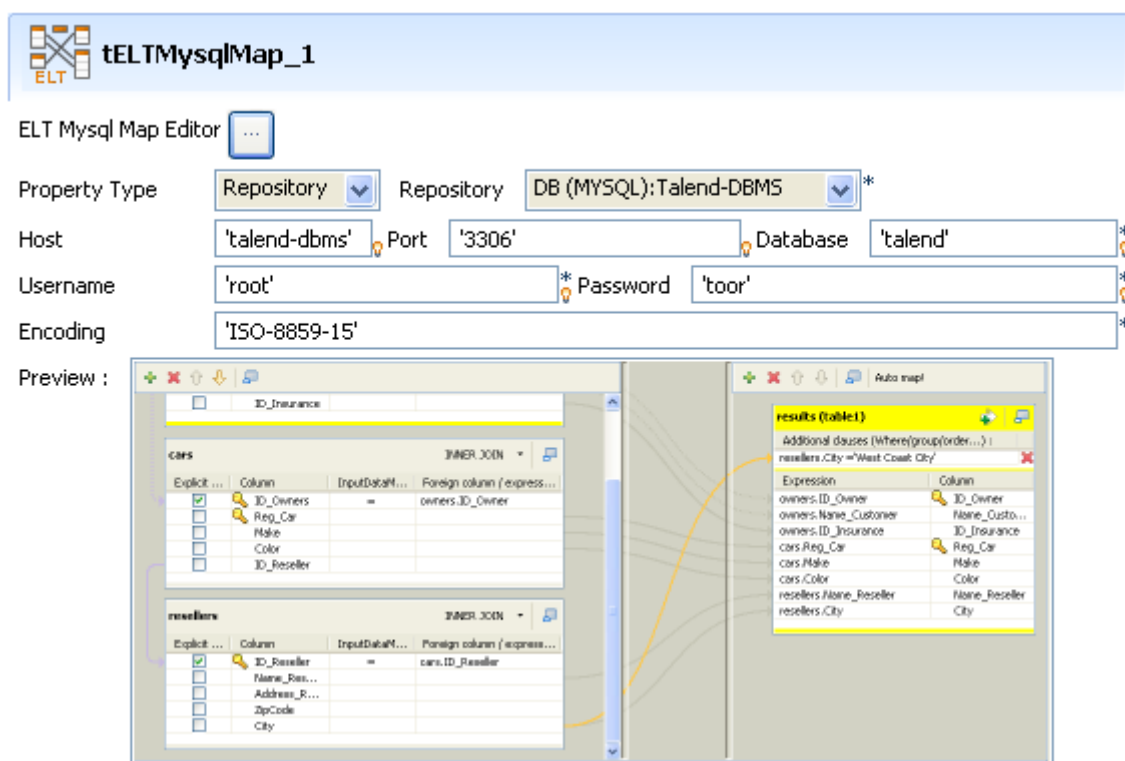 ELT
tELTMysqlMap_1
ELT Mysql Map Editor ...
Property Type Repository Repository DB (MYSQL):Talend-DBMS *
Host 'talend-dbms' Port '3306' Database 'talend' *
Username 'root' * Password 'toor' *
Encoding 'ISO-8859-15' *
Preview :
Auto map!
ID_Insurance
cars INNER JOIN
Explicit ... Column InputDataM... Foreign column / express...
ID_Owners = owners.ID_Owner
Reg_Car
Make
Color
ID_Reseller
resellers INNER JOIN
Explicit ... Column InputDataM... Foreign column / express...
ID_Reseller = cars.ID_Reseller
Name_Res...
Address_R...
ZipCode
City
results (table1)
Additional clauses (Where/group/order...) :
resellers.City ='West Coast City'
Expression Column
owners.ID_Owner ID_Owner
owners.Name_Customer Name_Custo...
owners.ID_Insurance ID_Insurance
cars.Reg_Car Reg_Car
cars.Make Make
cars.Color Color
resellers.Name_Reseller Name_Reseller
resellers.City City